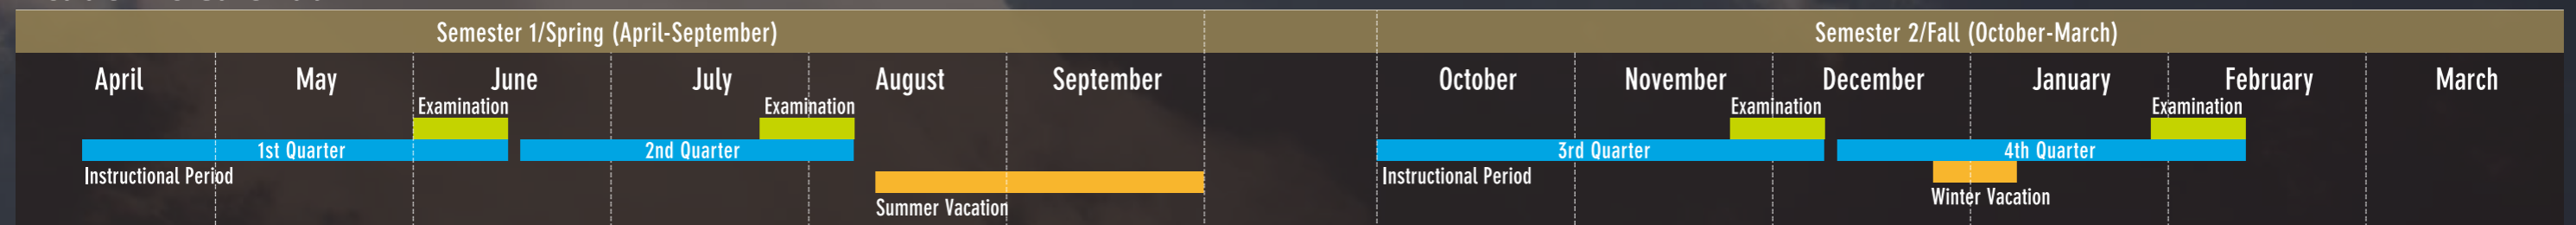 Semester 1/Spring (April-September)
Semester 2/Fall (October-March)
April May June July August September October November December January February March
Examination Examination Examination Examination
1st Quarter 2nd Quarter 3rd Quarter 4th Quarter
Instructional Period Instructional Period
Winter Vacation
Summer Vacation